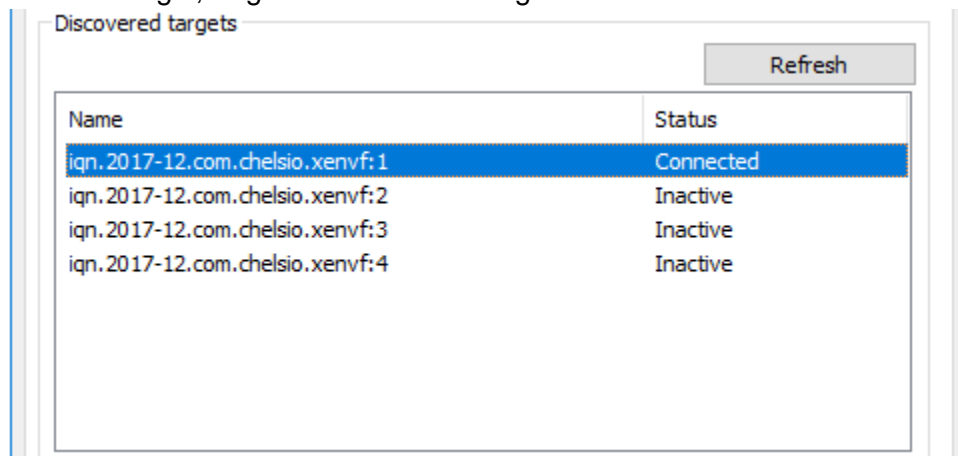 Discovered targets
Refresh
Name Status
iqn.2017-12.com.chelsio.xenvf:1 Connected
iqn.2017-12.com.chelsio.xenvf:2 Inactive
iqn.2017-12.com.chelsio.xenvf:3 Inactive
iqn.2017-12.com.chelsio.xenvf:4 Inactive